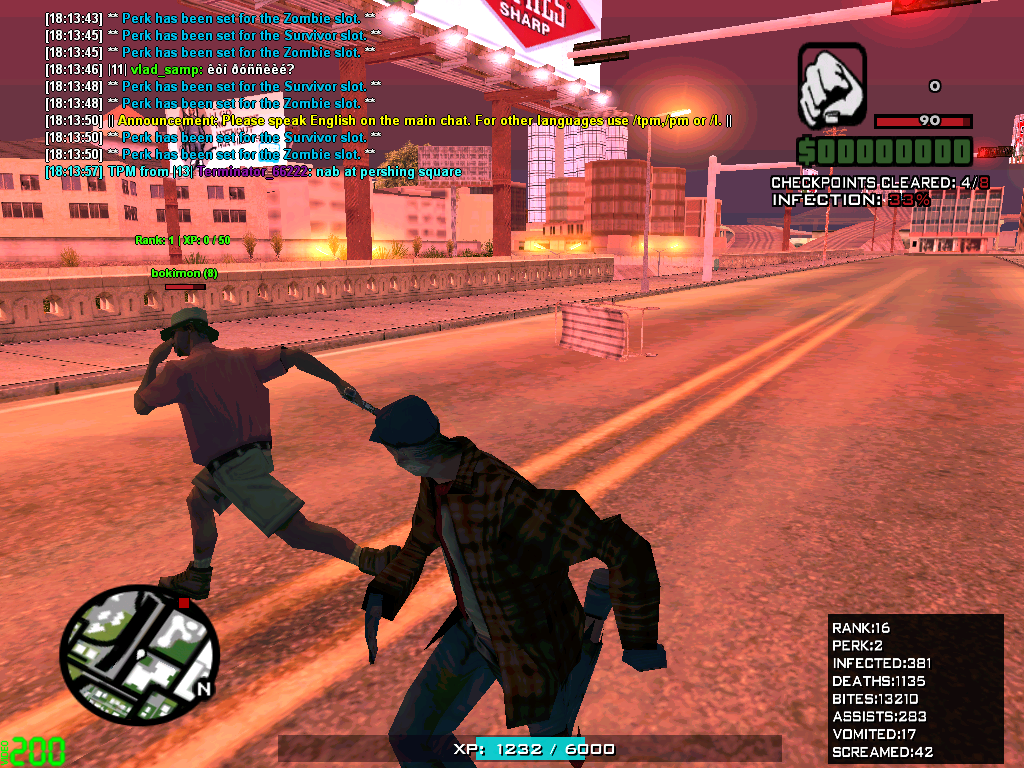 [18:13:43] ** Perk has been set for the Zombie slot. **
[18:13:45] ** Perk has been set for the Survivor slot. **
[18:13:45] ** Perk has been set for the Zombie slot. **
[18:13:46] |11| vlad_samp: êòî ðóññêèé?
[18:13:48] ** Perk has been set for the Survivor slot. **
[18:13:48] ** Perk has been set for the Zombie slot. **
[18:13:50] || Announcement: Please speak English on the main chat. For other languages use /tpm,/pm or /l. ||
[18:13:50] ** Perk has been set for the Survivor slot. **
[18:13:50] ** Perk has been set for the Zombie slot. **
[18:13:57] TPM from |13| Terminator_66222: nab at pershing square
SHARP
0
90
$00000000
CHECKPOINTS CLEARED: 4/8
INFECTION: 33%
Rank: 1 | XP: 0 / 50
bokimon (8)
N
RANK:16
PERK:2
INFECTED:381
DEATHS:1135
BITES:13210
ASSISTS:283
VOMITED:17
SCREAMED:42
XP: 1232 / 6000
200